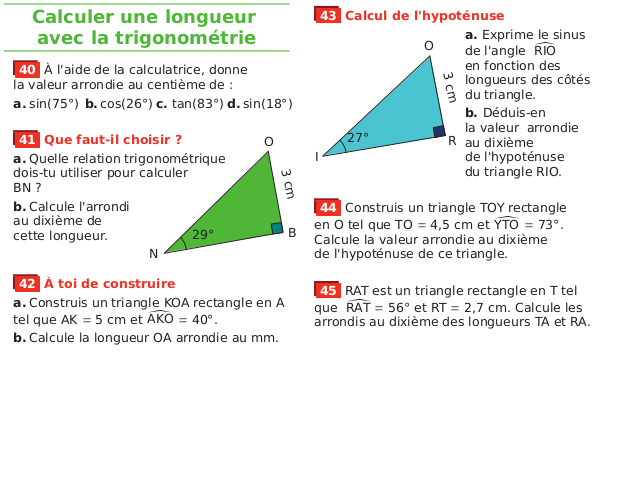 Calculer une longueur
avec la trigonométrie
40 À l'aide de la calculatrice, donne
la valeur arrondie au centième de :
a. sin(75°) b. cos(26°) c. tan(83°) d. sin(18°)
41 Que faut-il choisir ?
a. Quelle relation trigonométrique
dois-tu utiliser pour calculer
BN ?
b. Calcule l'arrondi
au dixième de
cette longueur.
O
3 cm
B
29°
N
42 À toi de construire
a. Construis un triangle KOA rectangle en A
tel que AK = 5 cm et AKO = 40°.
b. Calcule la longueur OA arrondie au mm.
43 Calcul de l'hypoténuse
O
3 cm
27°
R
I
a. Exprime le sinus
de l'angle RIO
en fonction des
longueurs des côtés
du triangle.
b. Déduis-en
la valeur arrondie
au dixième
de l'hypoténuse
du triangle RIO.
44 Construis un triangle TOY rectangle
en O tel que TO = 4,5 cm et YTO = 73°.
Calcule la valeur arrondie au dixième
de l'hypoténuse de ce triangle.
45 RAT est un triangle rectangle en T tel
que RAT = 56° et RT = 2,7 cm. Calcule les
arrondis au dixième des longueurs TA et RA.